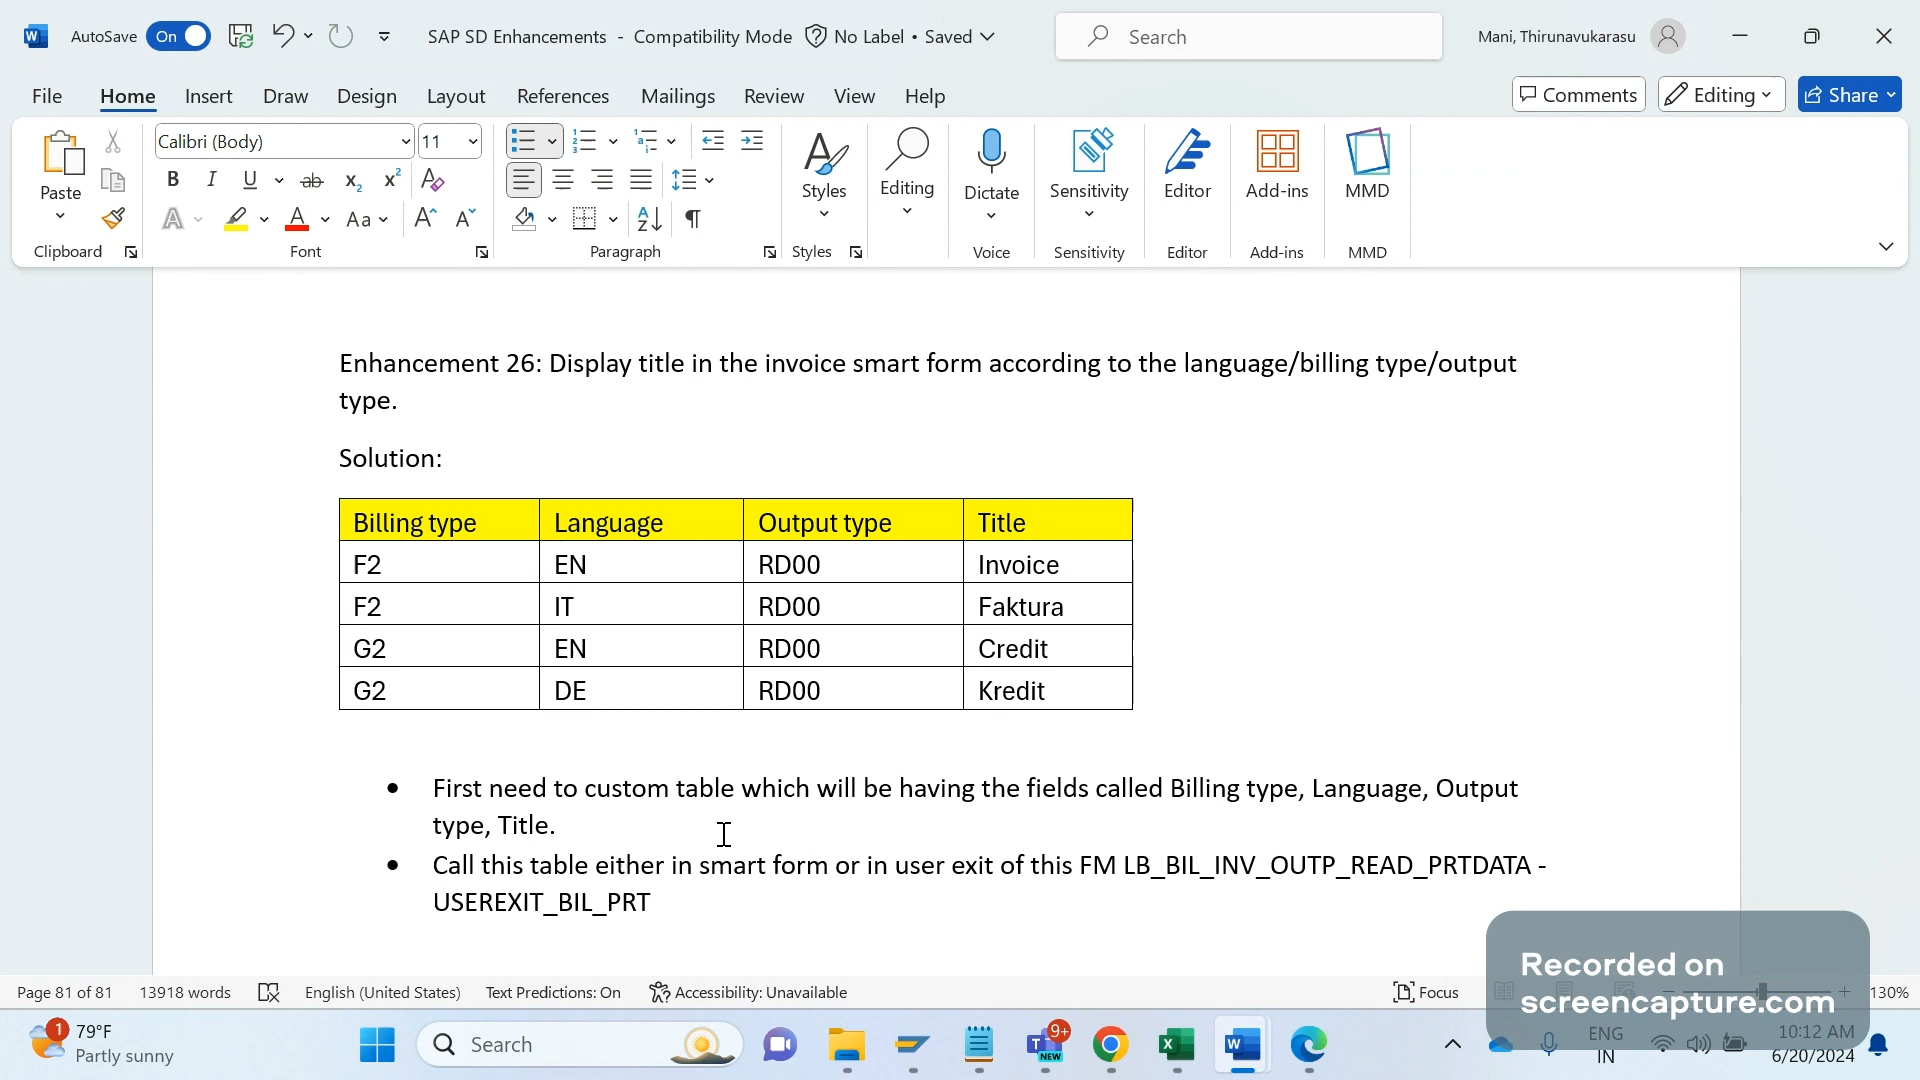 AutoSave On SAP SD Enhancements - Compatibility Mode No Label • Saved Search Mani, Thirunavukarasu
File Home Insert Draw Design Layout References Mailings Review View Help Comments Editing Share
Paste Calibri (Body) 11 Styles Editing Dictate Sensitivity Editor Add-ins MMD
Clipboard Font Paragraph Styles Voice Sensitivity Editor Add-ins MMD
Enhancement 26: Display title in the invoice smart form according to the language/billing type/output
type.
Solution:
Billing type Language Output type Title
F2 EN RD00 Invoice
F2 IT RD00 Faktura
G2 EN RD00 Credit
G2 DE RD00 Kredit
• First need to custom table which will be having the fields called Billing type, Language, Output
type, Title.
• Call this table either in smart form or in user exit of this FM LB_BIL_INV_OUTP_READ_PRTDATA -
USEREXIT_BIL_PRT
Recorded on
screencapture.com
Page 81 of 81 13918 words English (United States) Text Predictions: On Accessibility: Unavailable Focus 130%
1 79°F
Partly sunny
Search
9+
NEW
ENG
IN
10:12 AM
6/20/2024